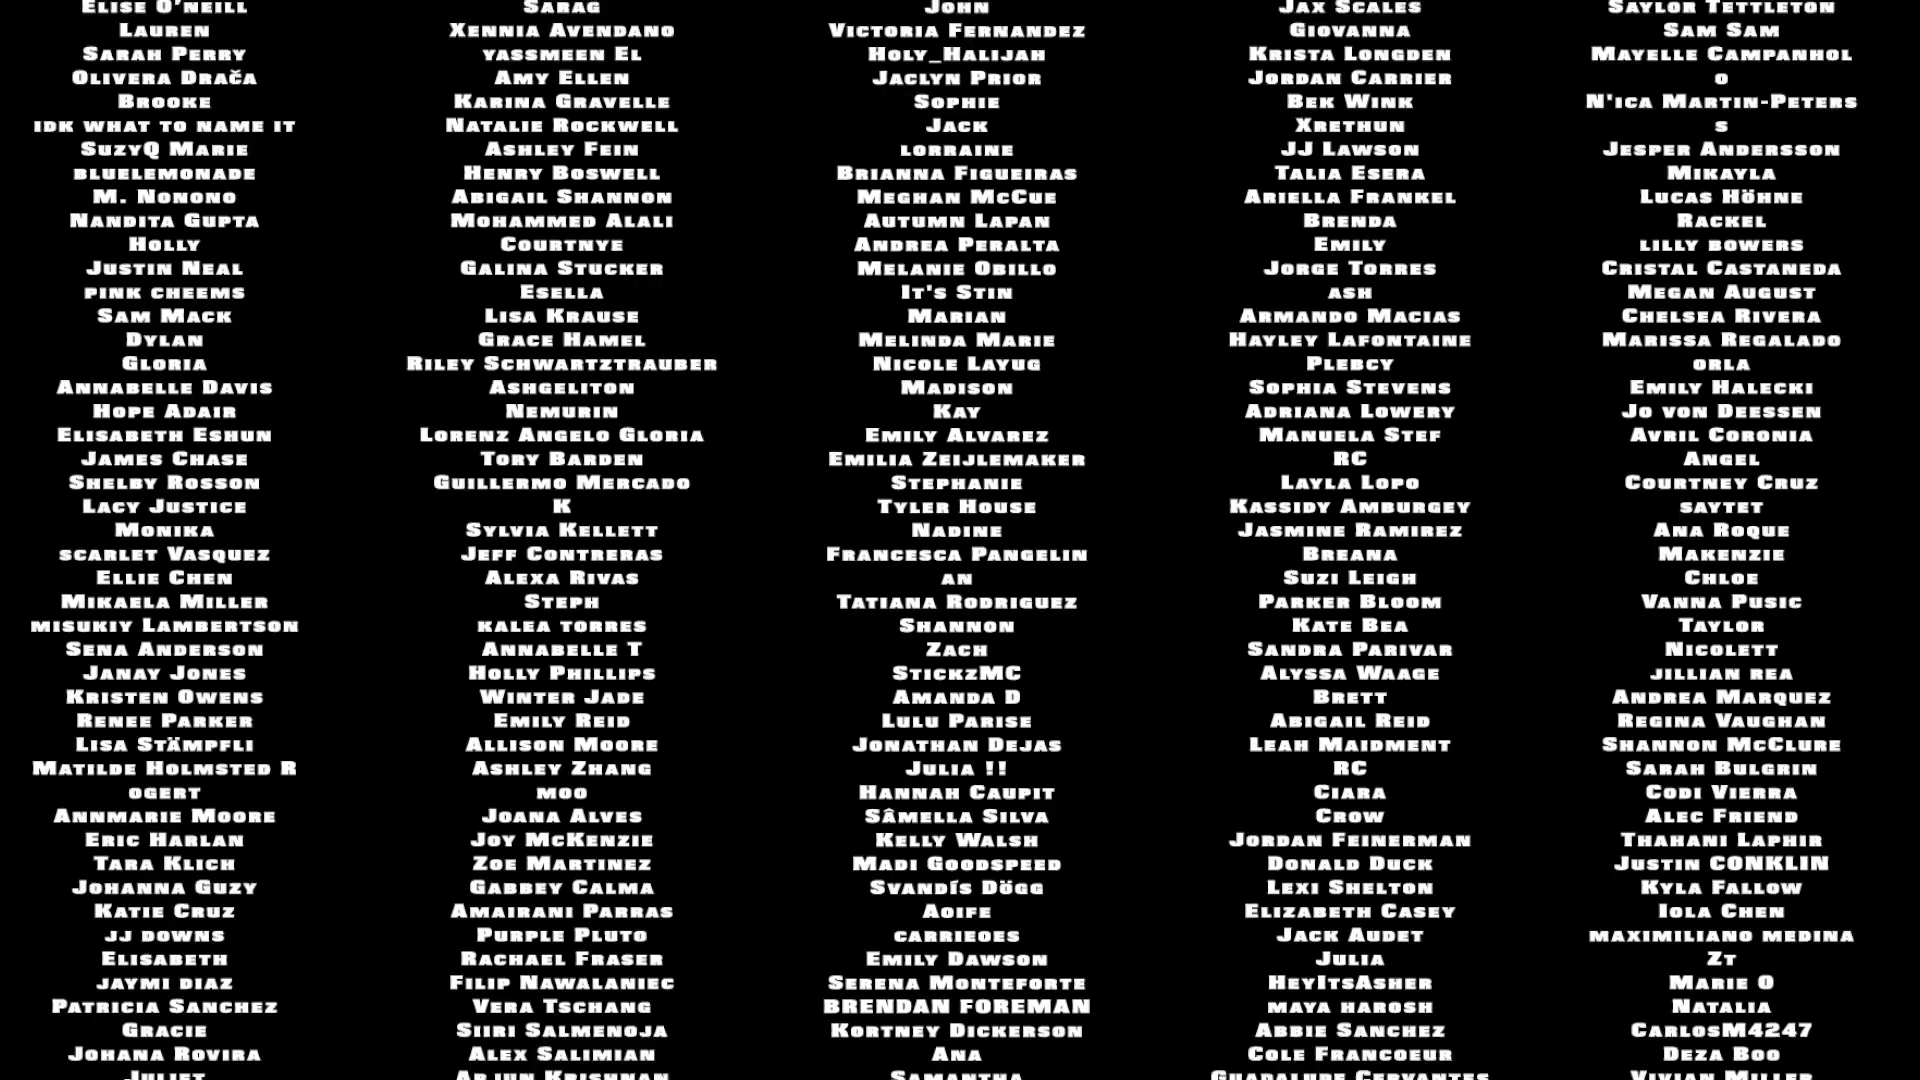 Elise O'Neill
Lauren
Sarah Perry
Olivera Drača
Brooke
idk what to name it
SuzyQ Marie
bluelemonade
M. Nonono
Nandita Gupta
Holly
Justin Neal
pink cheems
Sam Mack
Dylan
Gloria
Annabelle Davis
Hope Adair
Elisabeth Eshun
James Chase
Shelby Rosson
Lacy Justice
Monika
scarlet Vasquez
Ellie Chen
Mikaela Miller
misukiy Lambertson
Sena Anderson
Janay Jones
Kristen Owens
Renee Parker
Lisa Stämpfli
Matilde Holmsted R
ogert
Annmarie Moore
Eric Harlan
Tara Klich
Johanna Guzy
Katie Cruz
jj downs
Elisabeth
jaymi diaz
Patricia Sanchez
Gracie
Johana Rovira
Juliet
Sarag
Xennia Avendano
yassmeen El
Amy Ellen
Karina Gravelle
Natalie Rockwell
Ashley Fein
Henry Boswell
Abigail Shannon
Mohammed Alali
Courtnye
Galina Stucker
Esella
Lisa Krause
Grace Hamel
Riley Schwartztrauber
Ashgeliton
Nemurin
Lorenz Angelo Gloria
Tory Barden
Guillermo Mercado
K
Sylvia Kellett
Jeff Contreras
Alexa Rivas
Steph
kalea torres
Annabelle T
Holly Phillips
Winter Jade
Emily Reid
Allison Moore
Ashley Zhang
moo
Joana Alves
Joy McKenzie
Zoe Martinez
Gabbey Calma
Amairani Parras
Purple Pluto
Rachael Fraser
Filip Nawalaniec
Vera Tschang
Siiri Salmenoja
Alex Salimian
Arjun Krishnan
John
Victoria Fernandez
Holy_Halijah
Jaclyn Prior
Sophie
Jack
lorraine
Brianna Figueiras
Meghan McCue
Autumn Lapan
Andrea Peralta
Melanie Obillo
It's Stin
Marian
Melinda Marie
Nicole Layug
Madison
Kay
Emily Alvarez
Emilia Zeijlemaker
Stephanie
Tyler House
Nadine
Francesca Pangelin
an
Tatiana Rodriguez
Shannon
Zach
StickzMC
Amanda D
Lulu Parise
Jonathan Dejas
Julia !!
Hannah Caupit
Sâmella Silva
Kelly Walsh
Madi Goodspeed
Svandís Dögg
Aoife
carrieoes
Emily Dawson
Serena Monteforte
BRENDAN FOREMAN
Kortney Dickerson
Ana
Samantha
Jax Scales
Giovanna
Krista Longden
Jordan Carrier
Bek Wink
Xrethun
JJ Lawson
Talia Esera
Ariella Frankel
Brenda
Emily
Jorge Torres
ash
Armando Macias
Hayley Lafontaine
Plebcy
Sophia Stevens
Adriana Lowery
Manuela Stef
RC
Layla Lopo
Kassidy Amburgey
Jasmine Ramirez
Breana
Suzi Leigh
Parker Bloom
Kate Bea
Sandra Parivar
Alyssa Waage
Brett
Abigail Reid
Leah Maidment
RC
Ciara
Crow
Jordan Feinerman
Donald Duck
Lexi Shelton
Elizabeth Casey
Jack Audet
Julia
HeyItsAsher
maya harosh
Abbie Sanchez
Cole Francoeur
Guadalupe Cervantes
Saylor Tettleton
Sam Sam
Mayelle Campanhol
o
N'ica Martin-Peters
s
Jesper Andersson
Mikayla
Lucas Höhne
Rackel
lilly bowers
Cristal Castaneda
Megan August
Chelsea Rivera
Marissa Regalado
orla
Emily Halecki
Jo von Deessen
Avril Coronia
Angel
Courtney Cruz
saytet
Ana Roque
Makenzie
Chloe
Vanna Pusic
Taylor
Nicolett
jillian rea
Andrea Marquez
Regina Vaughan
Shannon McClure
Sarah Bulgrin
Codi Vierra
Alec Friend
Thahani Laphir
Justin CONKLIN
Kyla Fallow
Iola Chen
maximiliano medina
Zt
Marie O
Natalia
CarlosM4247
Deza Boo
Vivian Miller